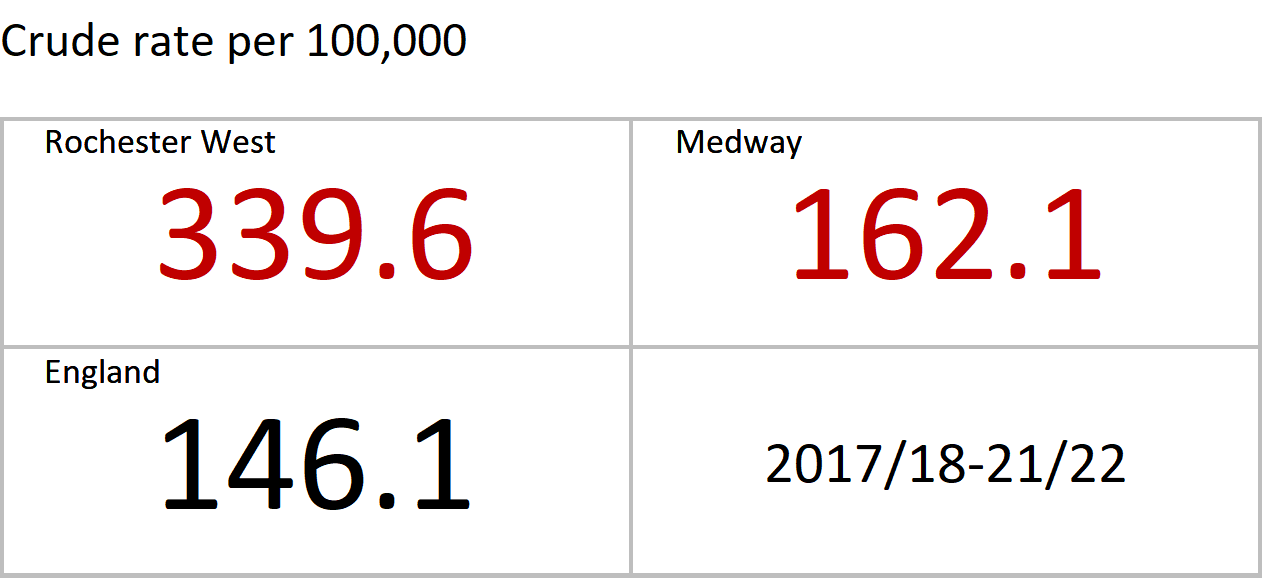 Crude rate per 100,000
Rochester West
339.6
Medway
162.1
England
146.1
2017/18-21/22